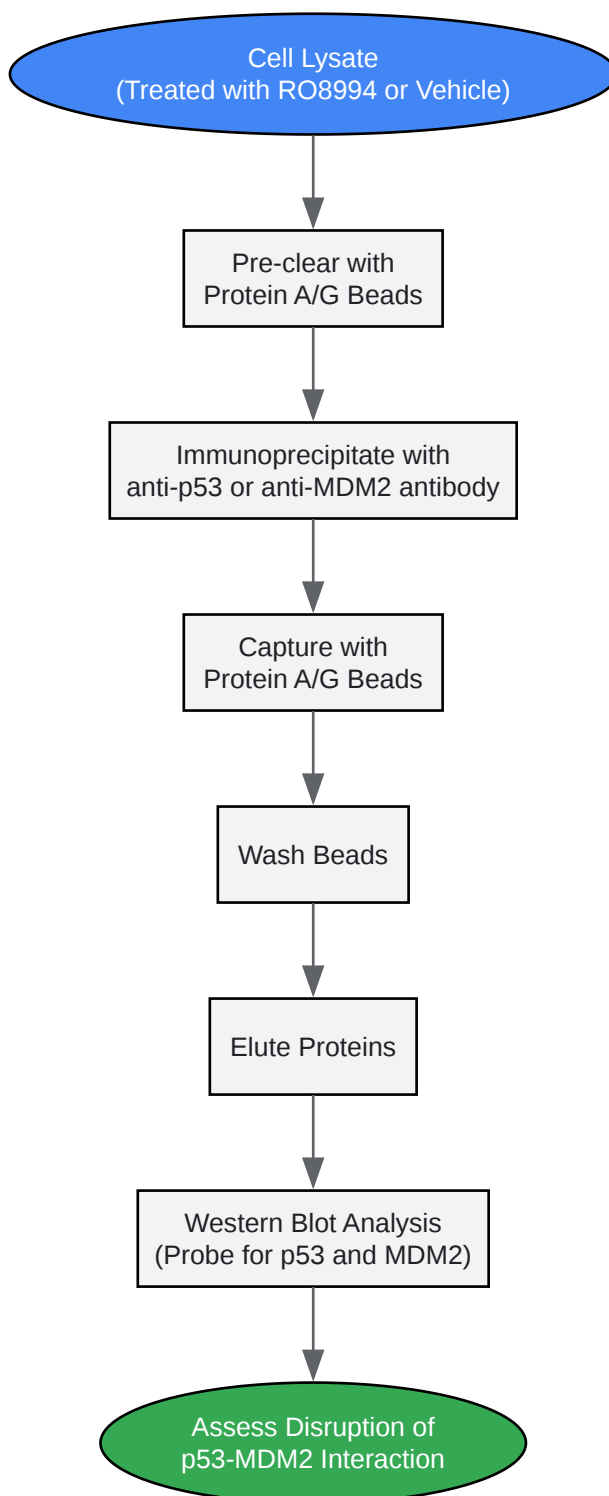 Cell Lysate
(Treated with RO8994 or Vehicle)
Pre-clear with
Protein A/G Beads
Immunoprecipitate with
anti-p53 or anti-MDM2 antibody
Capture with
Protein A/G Beads
Wash Beads
Elute Proteins
Western Blot Analysis
(Probe for p53 and MDM2)
Assess Disruption of
p53-MDM2 Interaction